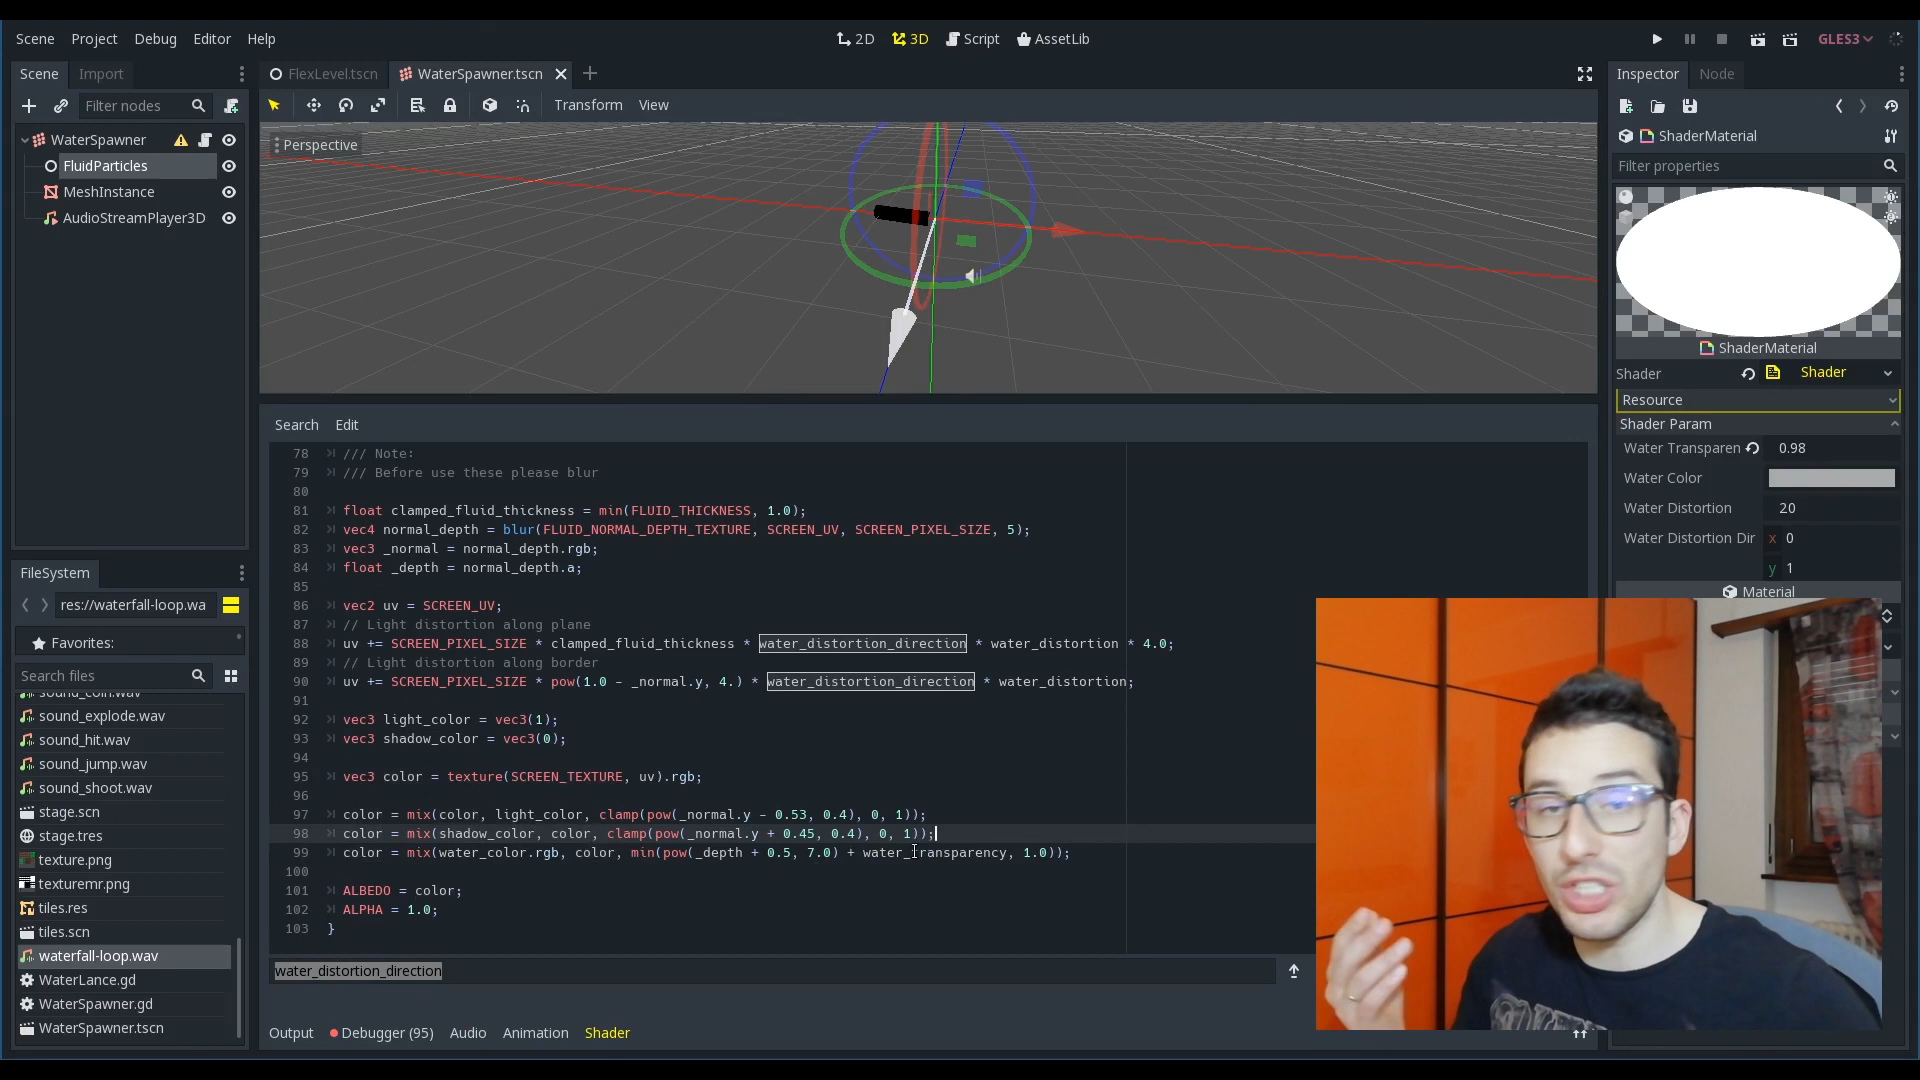 Scene Project Debug Editor Help
2D 3D Script AssetLib
GLES3
Scene Import
Filter nodes
WaterSpawner
FluidParticles
MeshInstance
AudioStreamPlayer3D
FlexLevel.tscn WaterSpawner.tscn
Transform View
Perspective
Search Edit
78 /// Note:
79 /// Before use these please blur
80
81 float clamped_fluid_thickness = min(FLUID_THICKNESS, 1.0);
82 vec4 normal_depth = blur(FLUID_NORMAL_DEPTH_TEXTURE, SCREEN_UV, SCREEN_PIXEL_SIZE, 5);
83 vec3 _normal = normal_depth.rgb;
84 float _depth = normal_depth.a;
85
86 vec2 uv = SCREEN_UV;
87 // Light distortion along plane
88 uv += SCREEN_PIXEL_SIZE * clamped_fluid_thickness * water_distortion_direction * water_distortion * 4.0;
89 // Light distortion along border
90 uv += SCREEN_PIXEL_SIZE * pow(1.0 - _normal.y, 4.) * water_distortion_direction * water_distortion;
91
92 vec3 light_color = vec3(1);
93 vec3 shadow_color = vec3(0);
94
95 vec3 color = texture(SCREEN_TEXTURE, uv).rgb;
96
97 color = mix(color, light_color, clamp(pow(_normal.y - 0.53, 0.4), 0, 1));
98 color = mix(shadow_color, color, clamp(pow(_normal.y + 0.45, 0.4), 0, 1));
99 color = mix(water_color.rgb, color, min(pow(_depth + 0.5, 7.0) + water_transparency, 1.0));
100
101 ALBEDO = color;
102 ALPHA = 1.0;
103 }
water_distortion_direction
Output Debugger (95) Audio Animation Shader
FileSystem
res://waterfall-loop.wa
Favorites:
Search files
sound_coin.wav
sound_explode.wav
sound_hit.wav
sound_jump.wav
sound_shoot.wav
stage.scn
stage.tres
texture.png
texturemr.png
tiles.res
tiles.scn
waterfall-loop.wav
WaterLance.gd
WaterSpawner.gd
WaterSpawner.tscn
Inspector Node
ShaderMaterial
Filter properties
ShaderMaterial
Shader Shader
Resource
Shader Param
Water Transparen 0.98
Water Color
Water Distortion 20
Water Distortion Dir x 0
y 1
Material